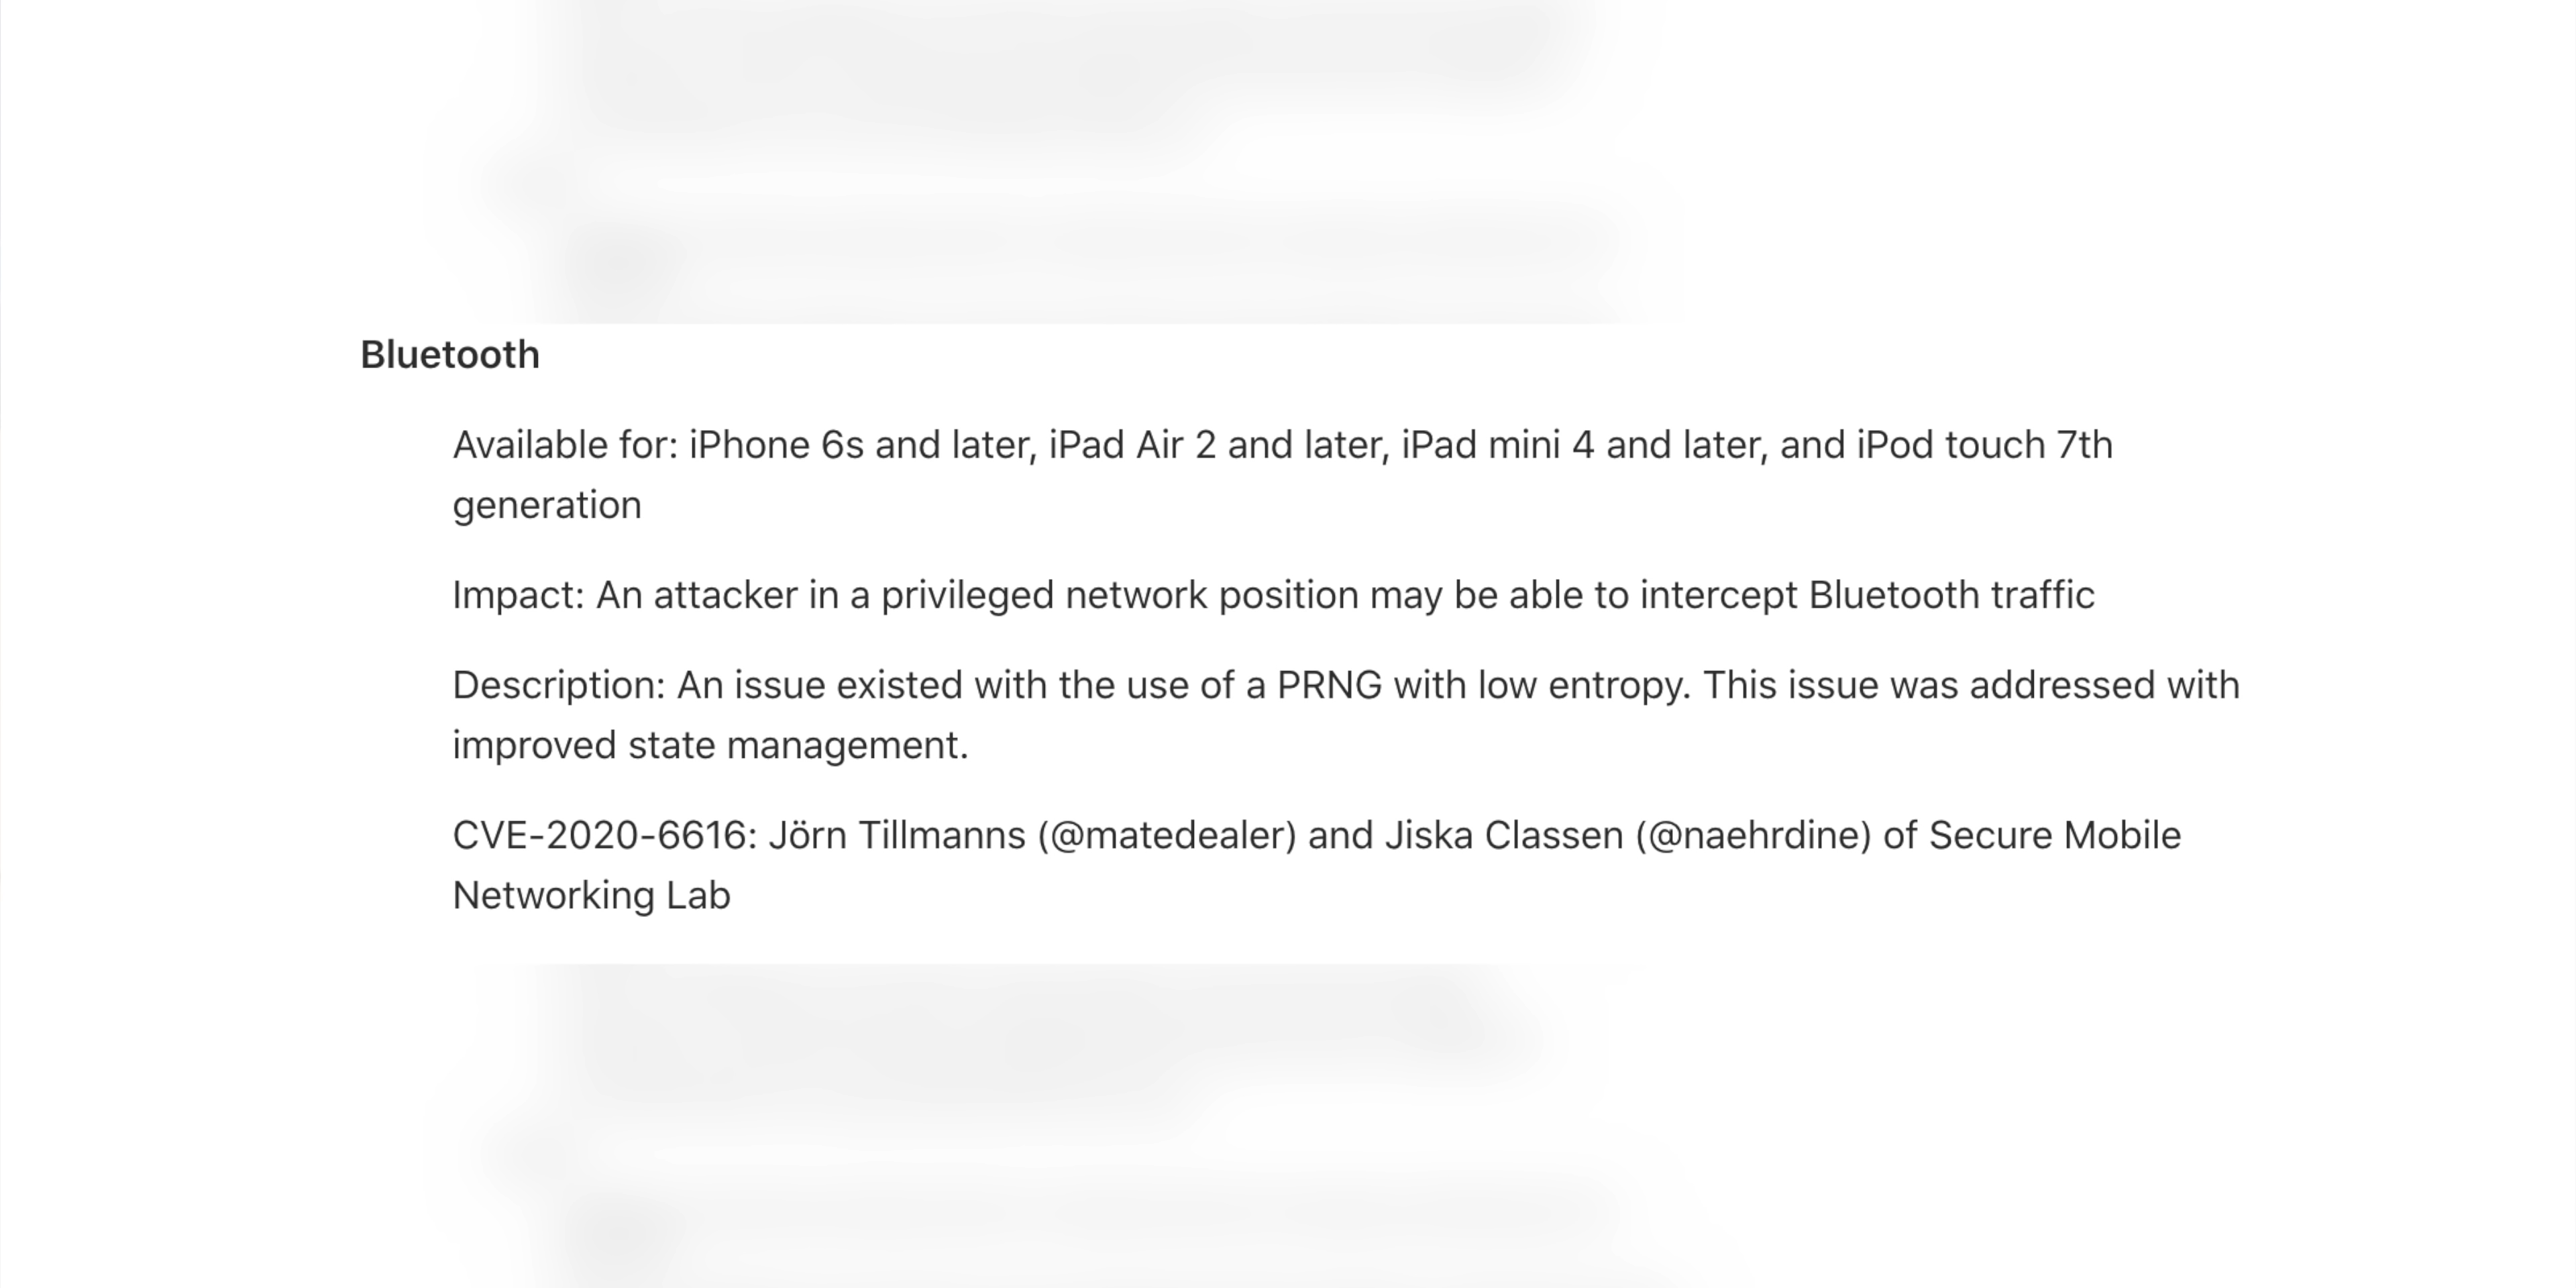 Bluetooth
Available for: iPhone 6s and later, iPad Air 2 and later, iPad mini 4 and later, and iPod touch 7th
generation
Impact: An attacker in a privileged network position may be able to intercept Bluetooth traffic
Description: An issue existed with the use of a PRNG with low entropy. This issue was addressed with
improved state management.
CVE-2020-6616: Jörn Tillmanns (@matedealer) and Jiska Classen (@naehrdine) of Secure Mobile
Networking Lab